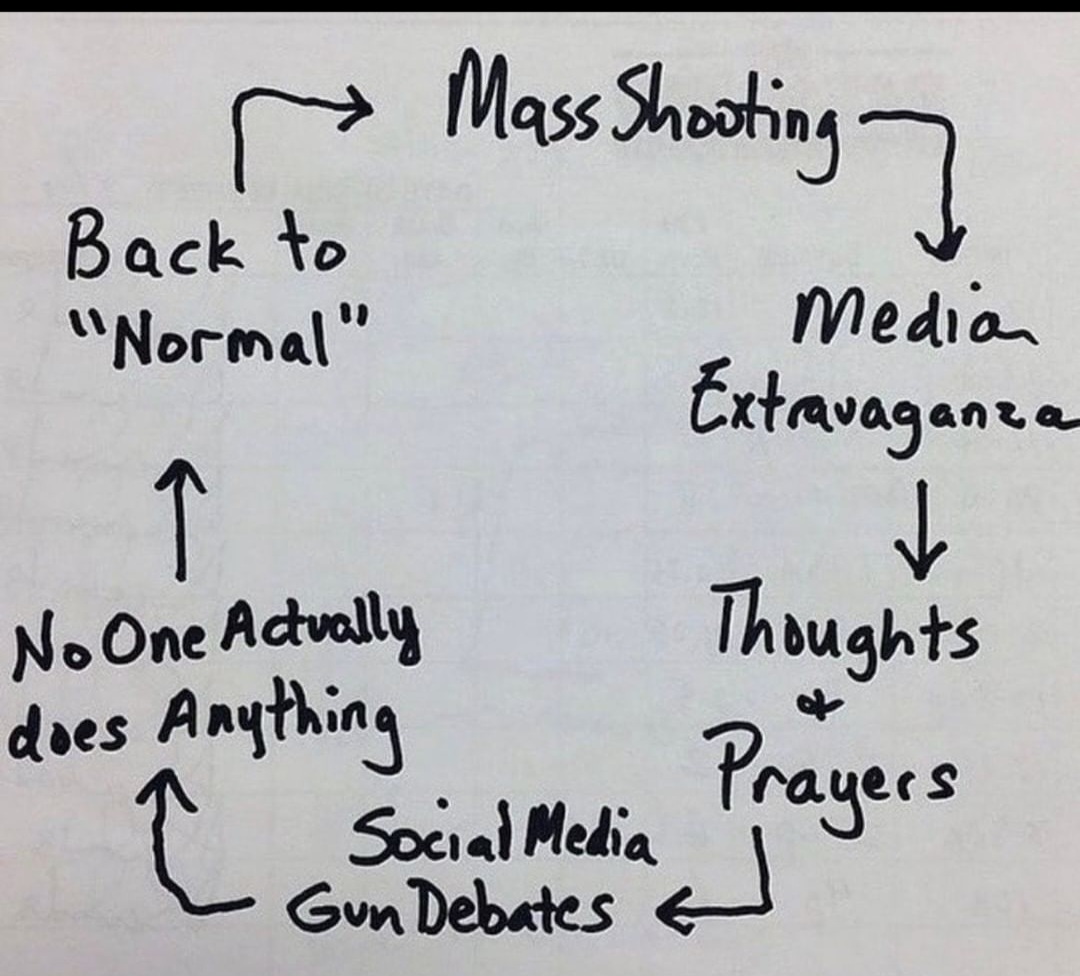 Mass Shooting
Media
Extravaganza
Thoughts
&
Prayers
Social Media
Gun Debates
No One Actually
does Anything
Back to
"Normal"